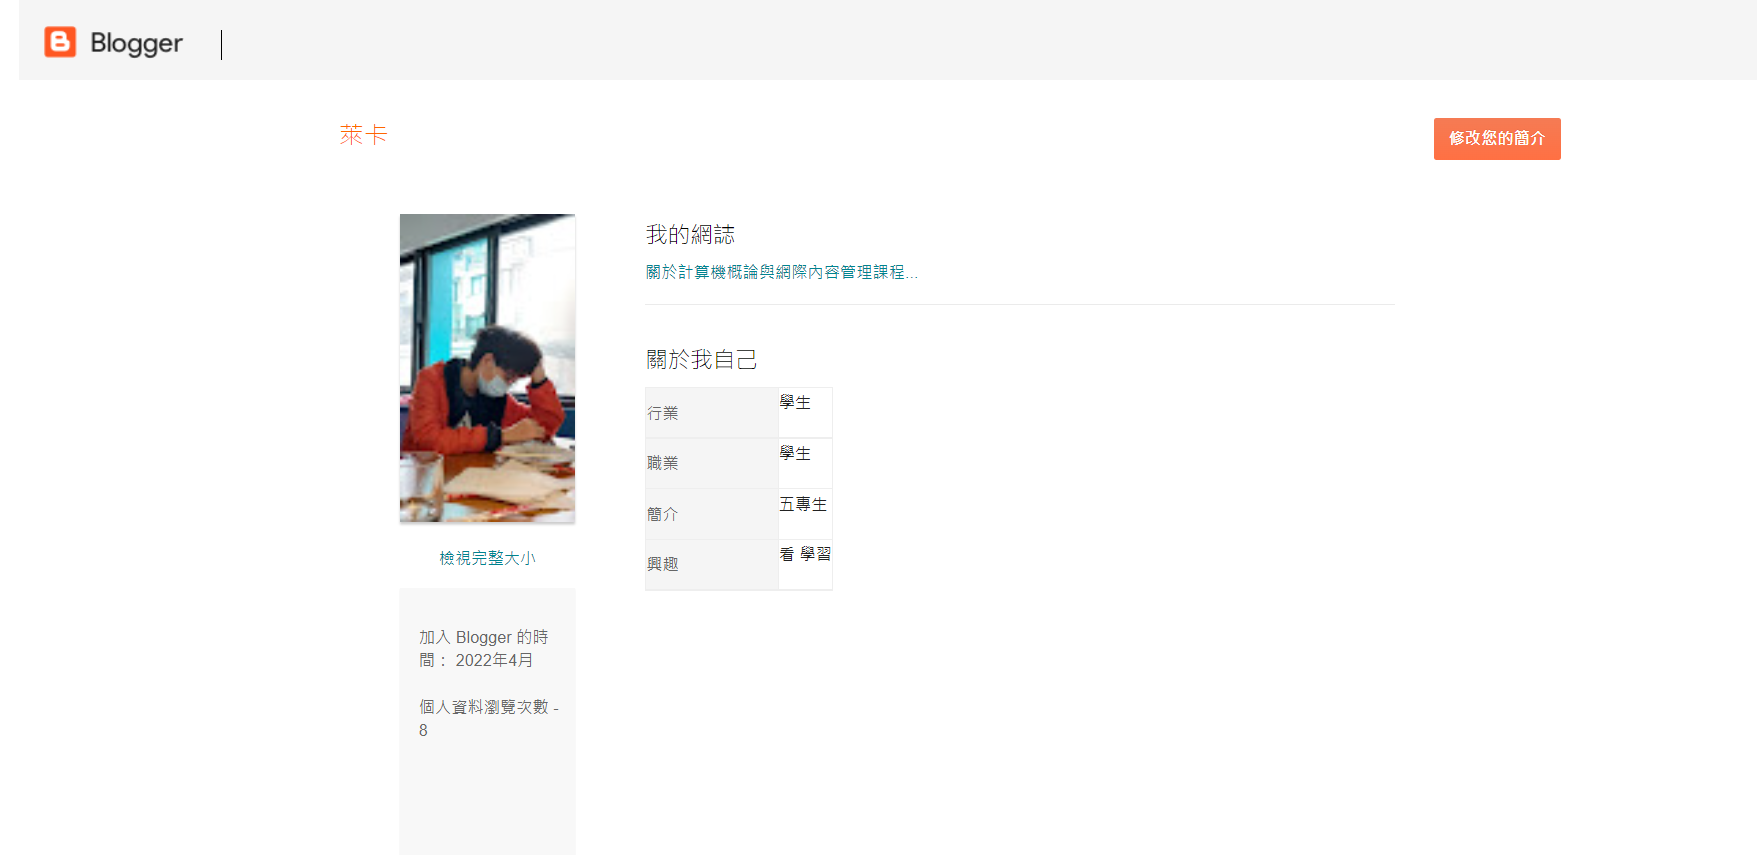 Blogger
萊卡
修改您的簡介
我的網誌
關於計算機概論與網際內容管理課程...
關於我自己
行業 學生
職業 學生
簡介 五專生
興趣 看 學習
檢視完整大小
加入 Blogger 的時
間： 2022年4月
個人資料瀏覽次數 -
8